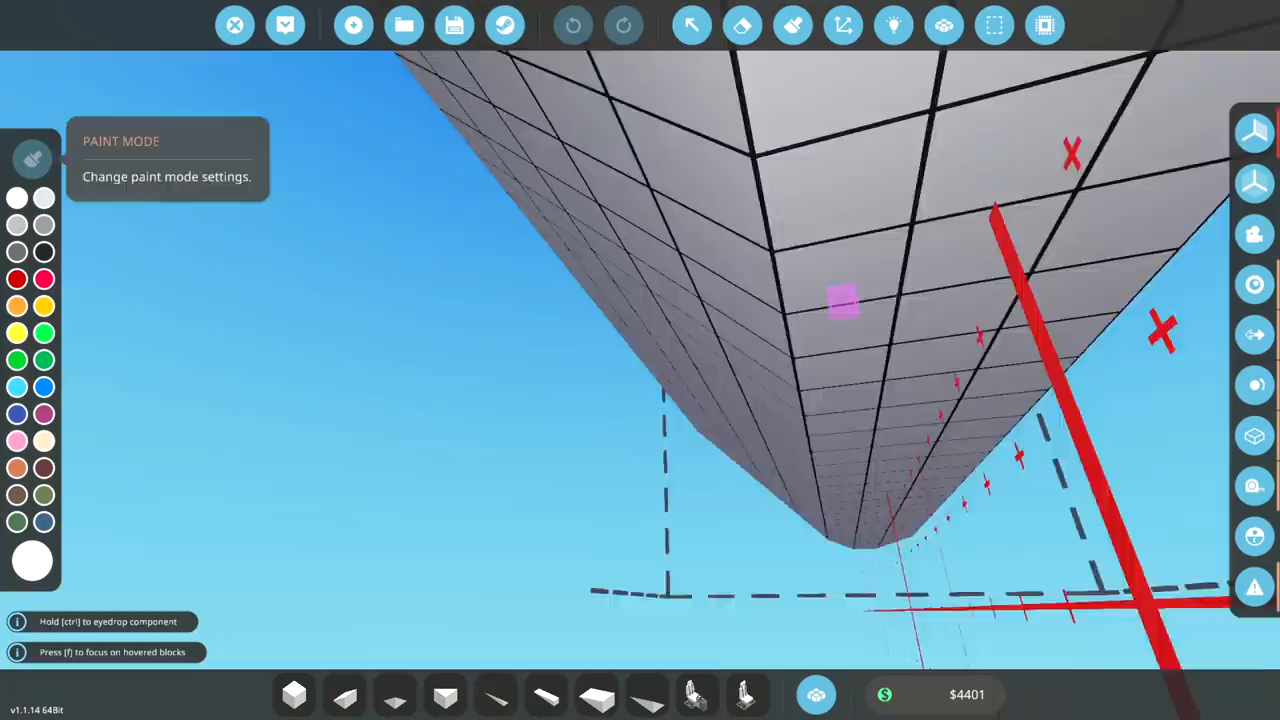 PAINT MODE
Change paint mode settings.
Hold [ctrl] to eyedrop component
Press [f] to focus on hovered blocks
$4401
v1.1.14 64Bit